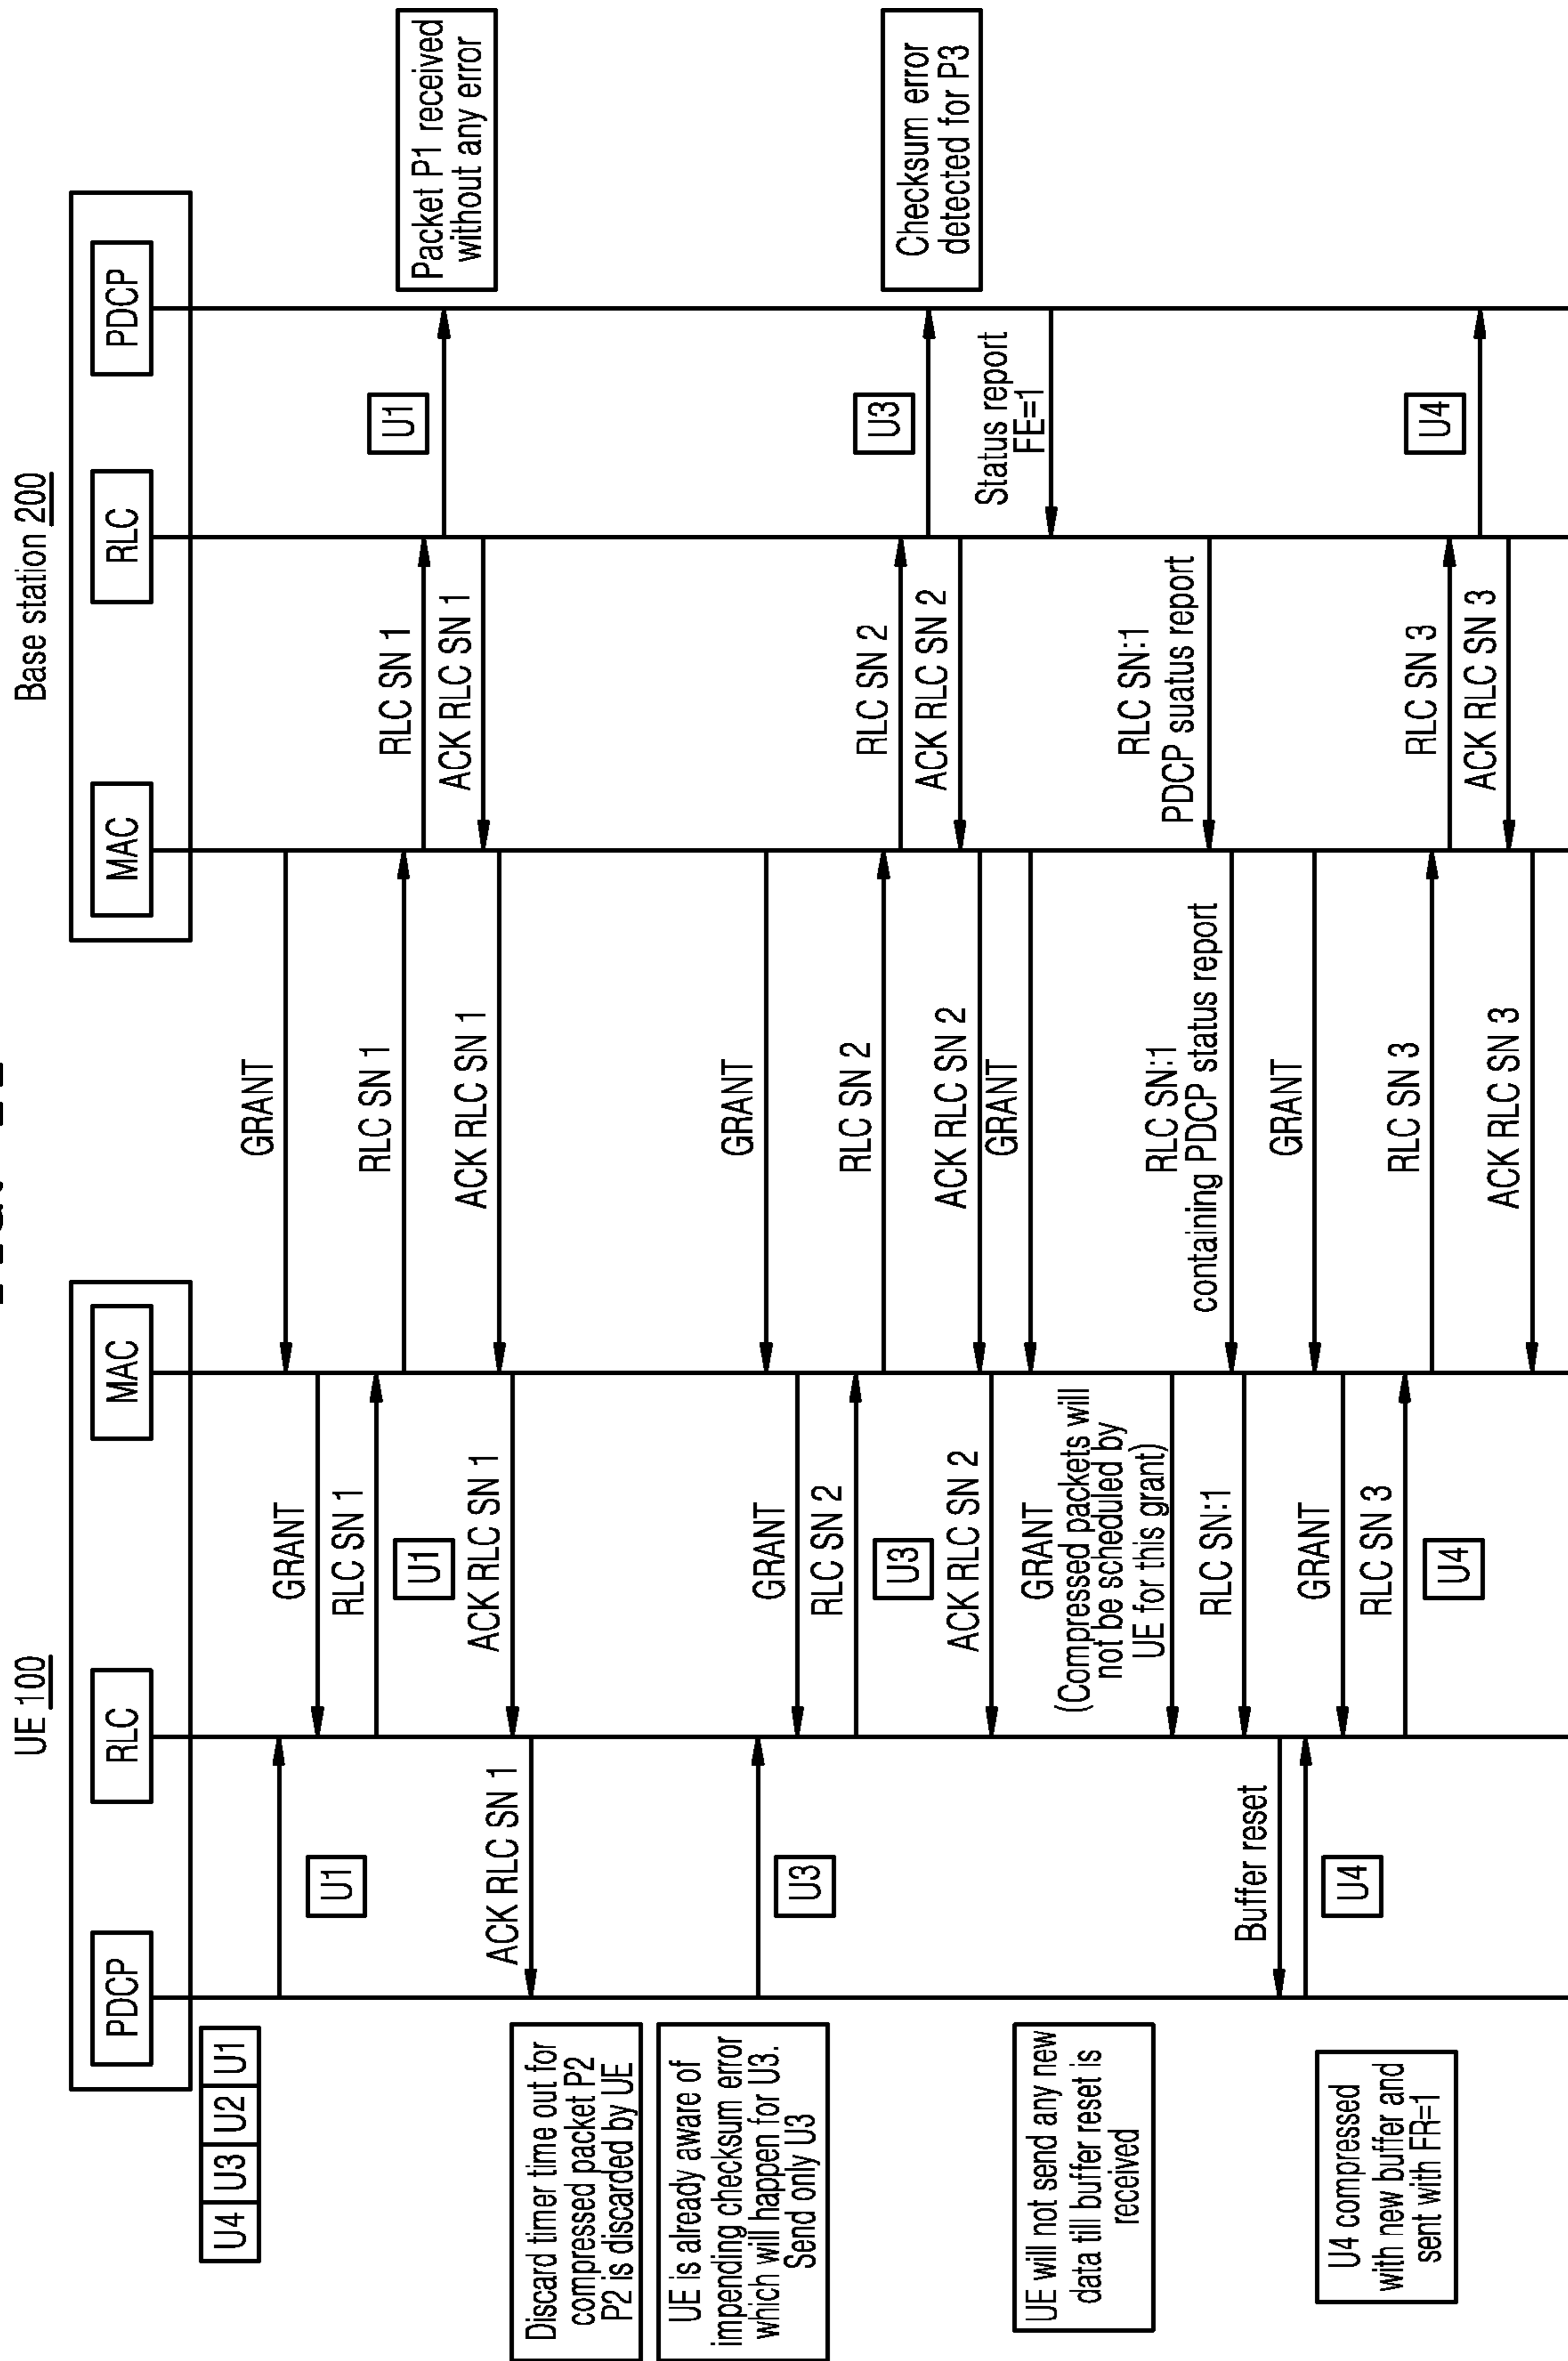 UE 100
Base station 200
PDCP
RLC
MAC
MAC
RLC
PDCP
U4 U3 U2 U1
GRANT
GRANT
U1
RLC SN 1
RLC SN 1
RLC SN 1
U1
U1
Packet P1 received
without any error
ACK RLC SN 1
ACK RLC SN 1
ACK RLC SN 1
ACK RLC SN 1
Discard timer time out for
compressed packet P2
P2 is discarded by UE
UE is already aware of
impending checksum error
which will happen for U3.
Send only U3
GRANT
GRANT
U3
RLC SN 2
RLC SN 2
RLC SN 2
U3
U3
Checksum error
detected for P3
ACK RLC SN 2
ACK RLC SN 2
ACK RLC SN 2
GRANT
Status report
FE=1
UE will not send any new
data till buffer reset is
received
GRANT
(Compressed packets will
not be scheduled by
UE for this grant)
RLC SN:1
PDCP suatus report
RLC SN:1
containing PDCP status report
RLC SN:1
Buffer reset
GRANT
GRANT
U4
U4 compressed
with new buffer and
sent with FR=1
RLC SN 3
RLC SN 3
RLC SN 3
U4
U4
ACK RLC SN 3
ACK RLC SN 3